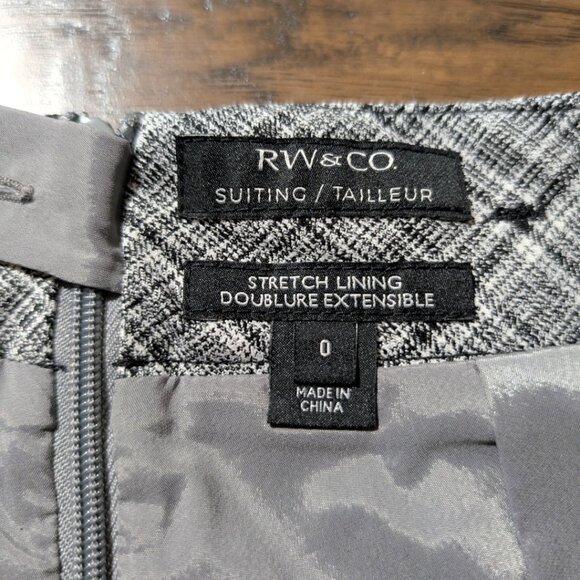 RW&CO.
SUITING / TAILLEUR
STRETCH LINING
DOUBLURE EXTENSIBLE
0
MADE IN
CHINA